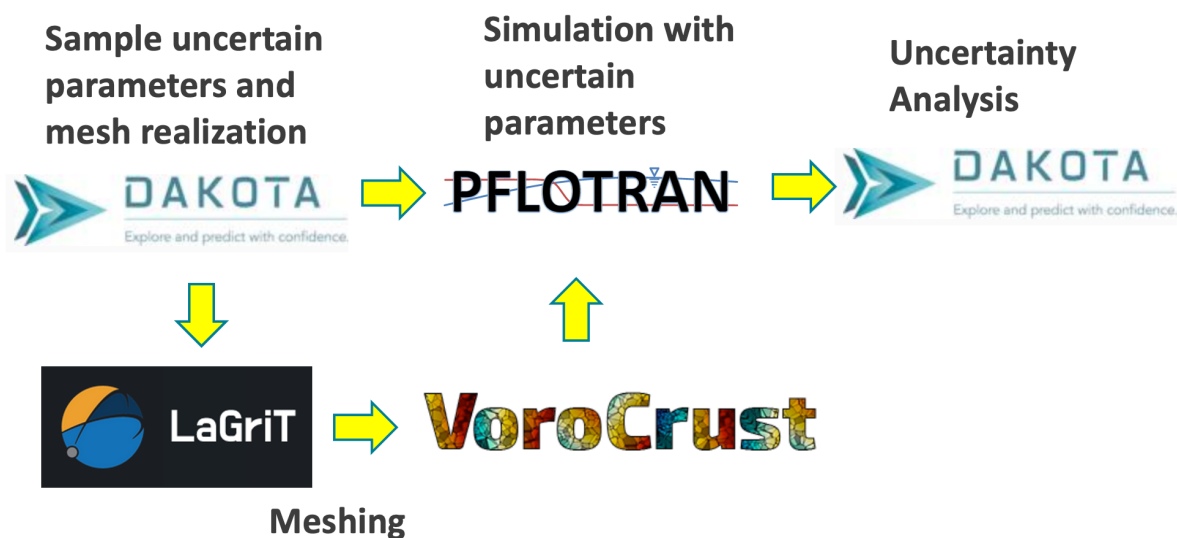 Sample uncertain
parameters and
mesh realization
DAKOTA
Explore and predict with confidence.
Simulation with
uncertain
parameters
PFLOTRAN
Uncertainty
Analysis
DAKOTA
Explore and predict with confidence.
LaGriT
VoroCrust
Meshing